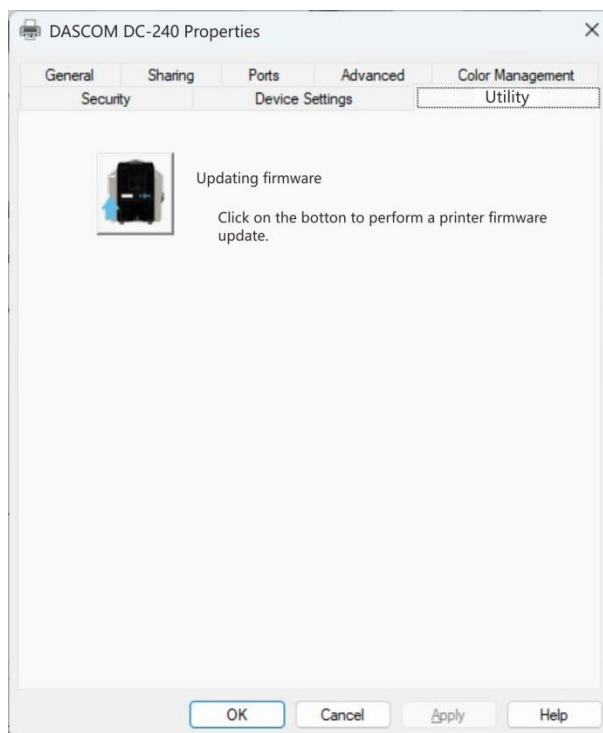 DASCOM DC-240 Properties
General Sharing Ports Advanced Color Management
Security Device Settings Utility
Updating firmware
Click on the botton to perform a printer firmware
update.
OK Cancel Apply Help